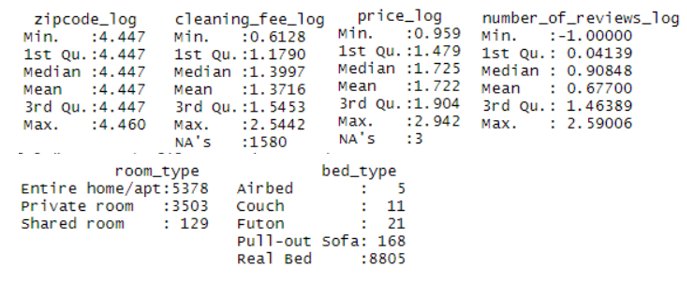 zipcode_log cleaning_fee_log price_log number_of_reviews_log
Min. :4.447 Min. :0.6128 Min. :0.959 Min. :-1.00000
1st Qu.:4.447 1st Qu.:1.1790 1st Qu.:1.479 1st Qu.: 0.04139
Median :4.447 Median :1.3997 Median :1.725 Median : 0.90848
Mean :4.447 Mean :1.3716 Mean :1.722 Mean : 0.67700
3rd Qu.:4.447 3rd Qu.:1.5453 3rd Qu.:1.904 3rd Qu.: 1.46389
Max. :4.460 Max. :2.5442 Max. :2.942 Max. : 2.59006
NA's :1580 NA's :3
room_type bed_type
Entire home/apt:5378 Airbed : 5
Private room :3503 Couch : 11
Shared room : 129 Futon : 21
Pull-out Sofa: 168
Real Bed :8805